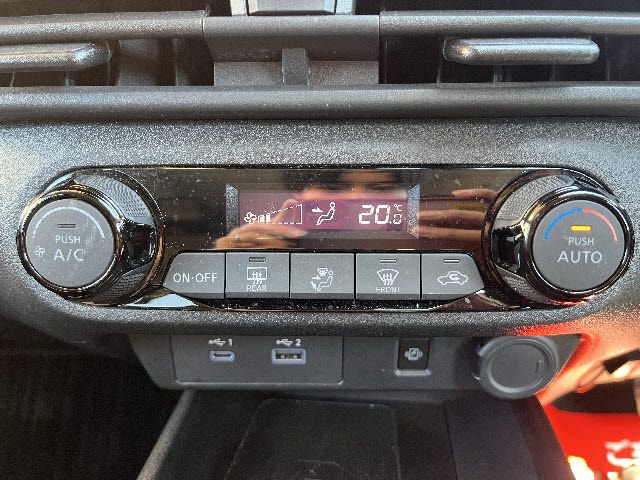 20.0
°C
PUSH
A/C
PUSH
AUTO
ON·OFF
REAR
FRONT
1
2